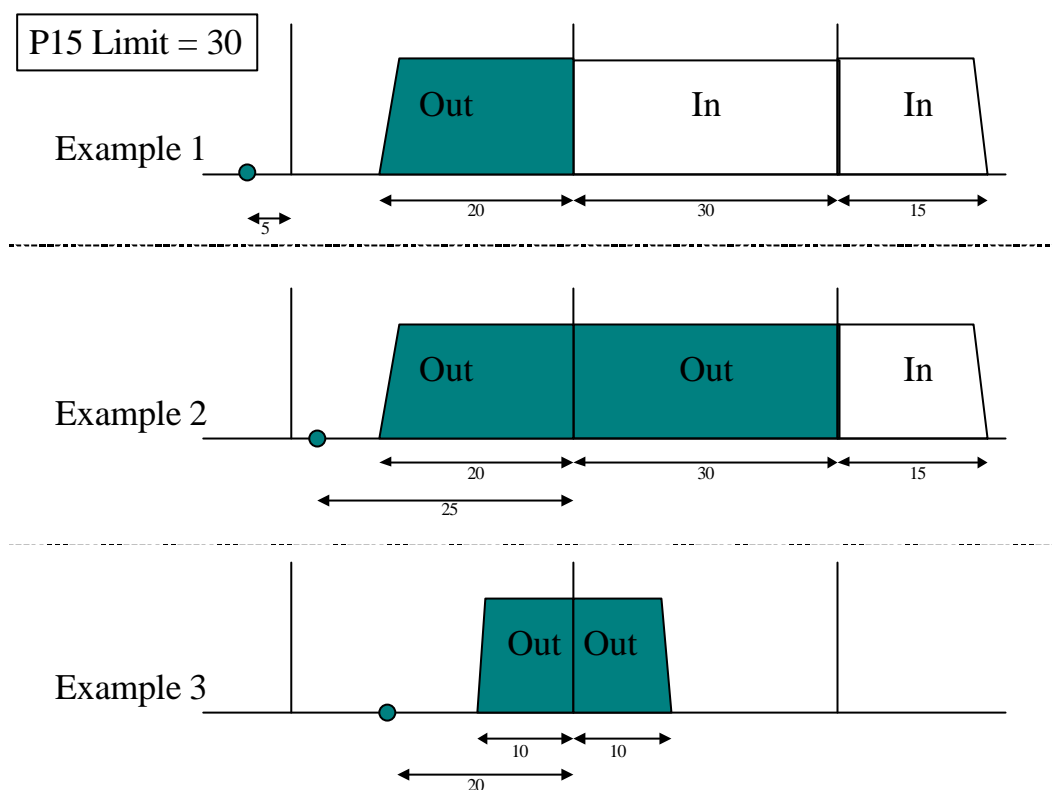 P15 Limit = 30
Out In In
Example 1
20 30 15
5
Out Out In
Example 2
20 30 15
25
Out Out
Example 3
10 10
20